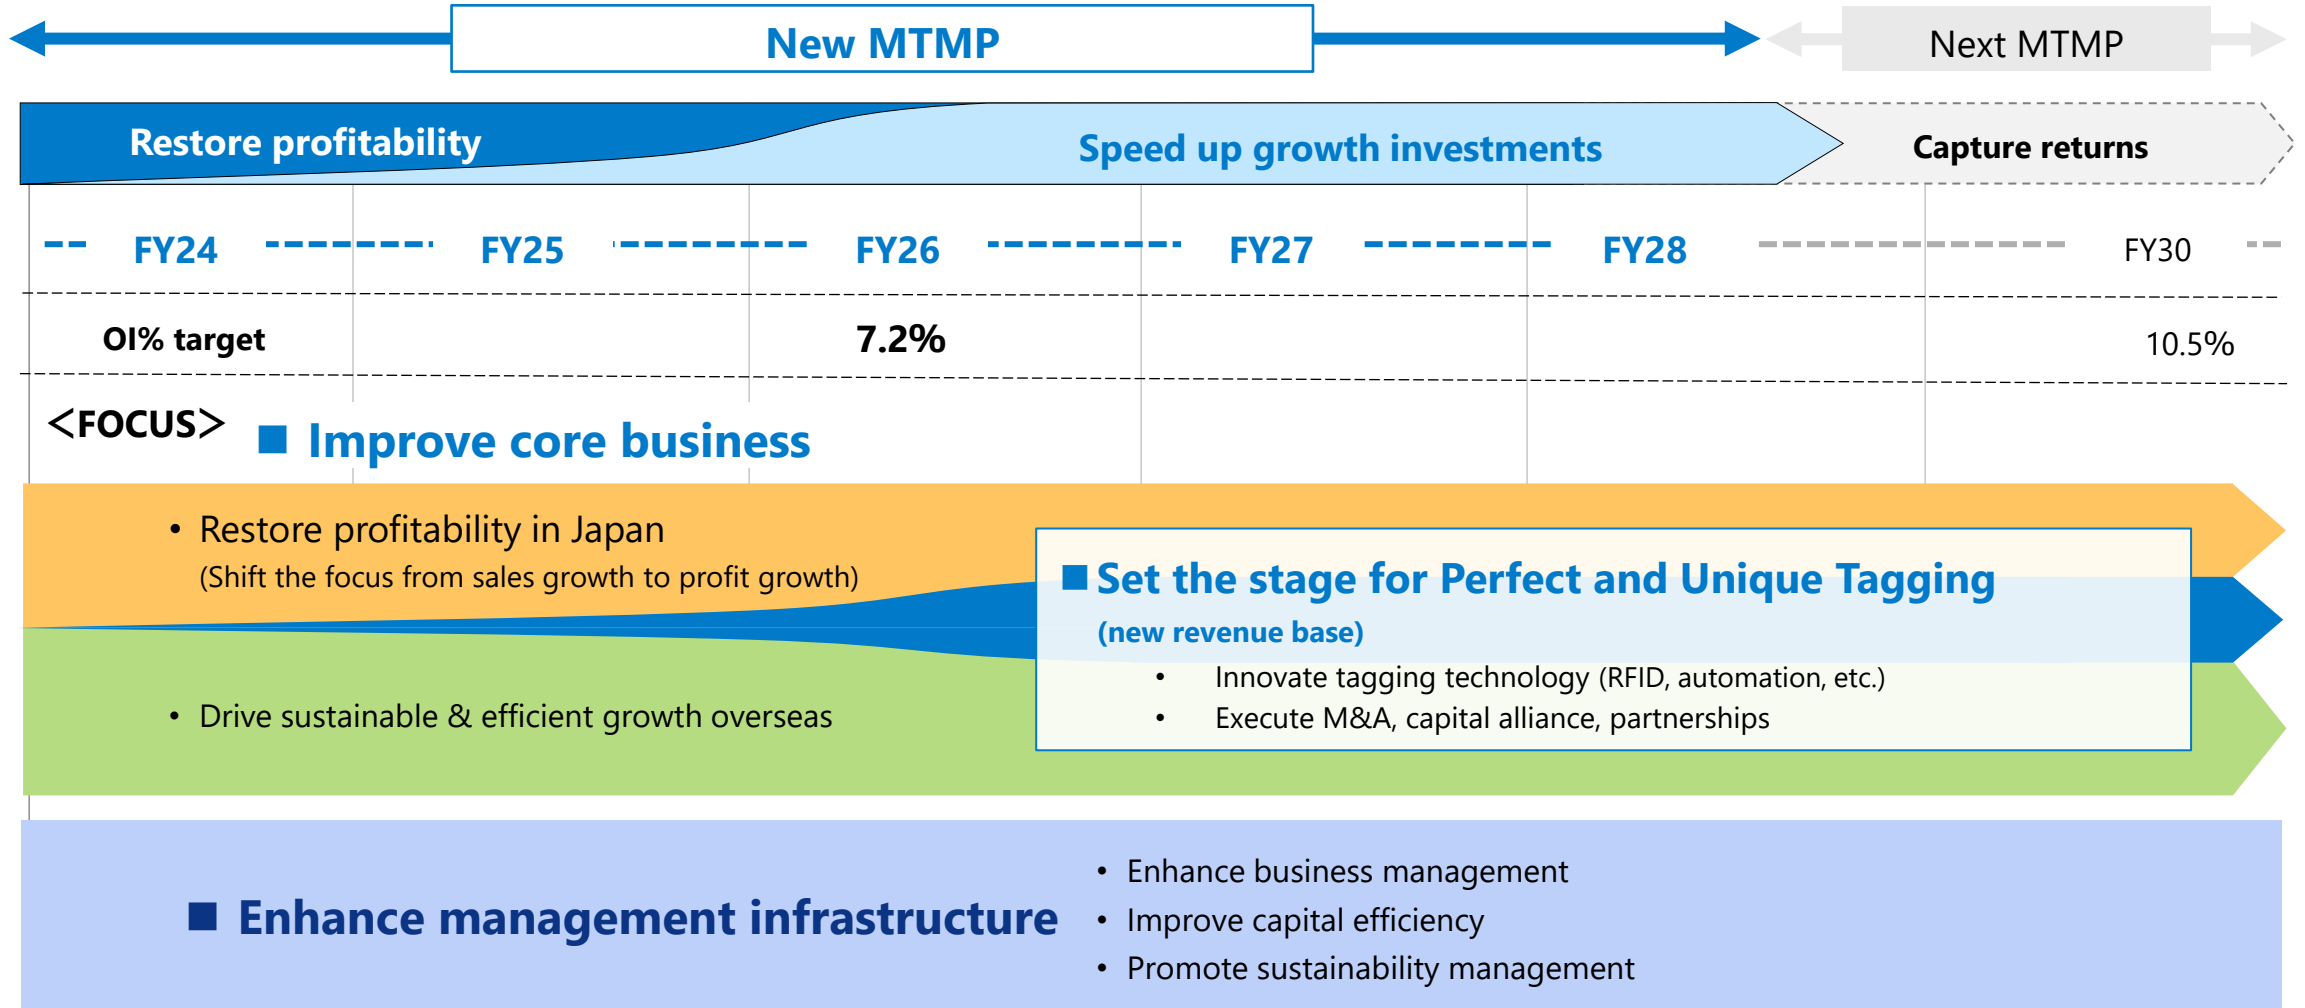 New MTMP
Next MTMP
Restore profitability
Speed up growth investments
Capture returns
FY24
FY25
FY26
FY27
FY28
FY30
OI% target
7.2%
10.5%
<FOCUS>
■ Improve core business
• Restore profitability in Japan
(Shift the focus from sales growth to profit growth)
■ Set the stage for Perfect and Unique Tagging
(new revenue base)
• Innovate tagging technology (RFID, automation, etc.)
• Execute M&A, capital alliance, partnerships
• Drive sustainable & efficient growth overseas
■ Enhance management infrastructure
• Enhance business management
• Improve capital efficiency
• Promote sustainability management